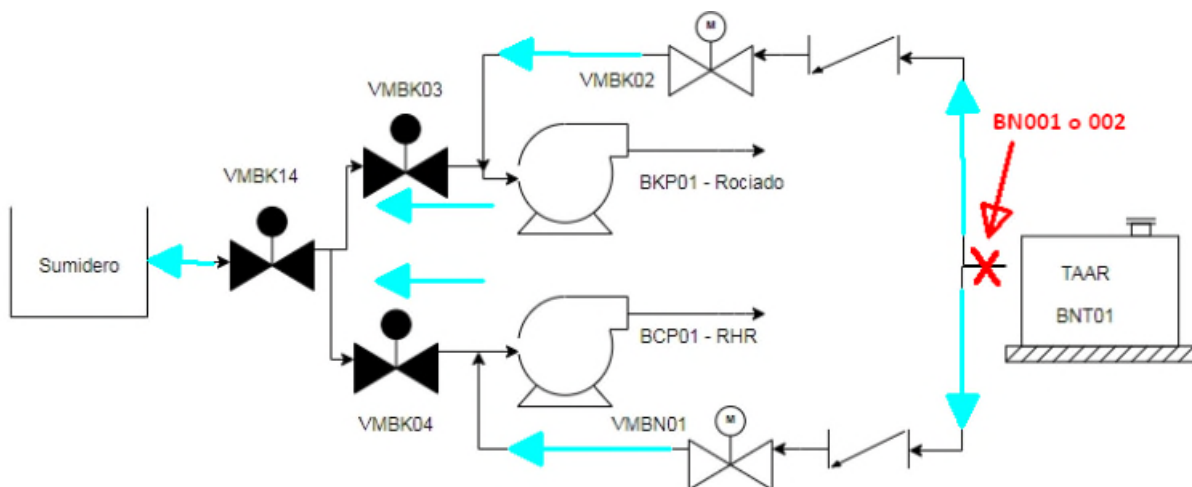 M
VMBK02
VMBK03
BN001 o 002
VMBK14
BKP01 - Rociado
Sumidero
TAAR
BNT01
BCP01 - RHR
VMBK04
VMBN01
M